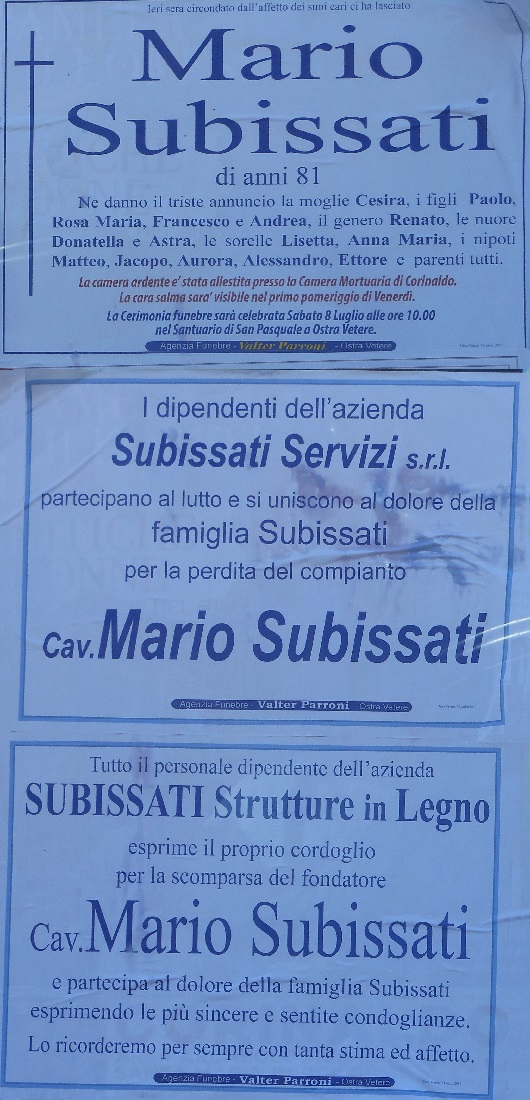 Ieri sera circondato dall'affetto dei suoi cari ci ha lasciato
Mario
Subissati
di anni 81
Ne danno il triste annuncio la moglie Cesira, i figli Paolo,
Rosa Maria, Francesco e Andrea, il genero Renato, le nuore
Donatella e Astra, le sorelle Lisetta, Anna Maria, i nipoti
Matteo, Jacopo, Aurora, Alessandro, Ettore e parenti tutti.
La camera ardente e' stata allestita presso la Camera Mortuaria di Corinaldo.
La cara salma sara' visibile nel primo pomeriggio di Venerdì.
La Cerimonia funebre sarà celebrata Sabato 8 Luglio alle ore 10.00
nel Santuario di San Pasquale a Ostra Vetere.
Agenzia Funebre - Valter Parroni - Ostra Vetere
I dipendenti dell'azienda
Subissati Servizi s.r.l.
partecipano al lutto e si uniscono al dolore della
famiglia Subissati
per la perdita del compianto
Cav. Mario Subissati
Agenzia Funebre - Valter Parroni Ostra Vetere
Tutto il personale dipendente dell'azienda
SUBISSATI Strutture in Legno
esprime il proprio cordoglio
per la scomparsa del fondatore
Cav. Mario Subissati
e partecipa al dolore della famiglia Subissati
esprimendo le più sincere e sentite condoglianze.
Lo ricorderemo per sempre con tanta stima ed affetto.
Agenzia Funebre - Valter Parroni - Ostra Vetere